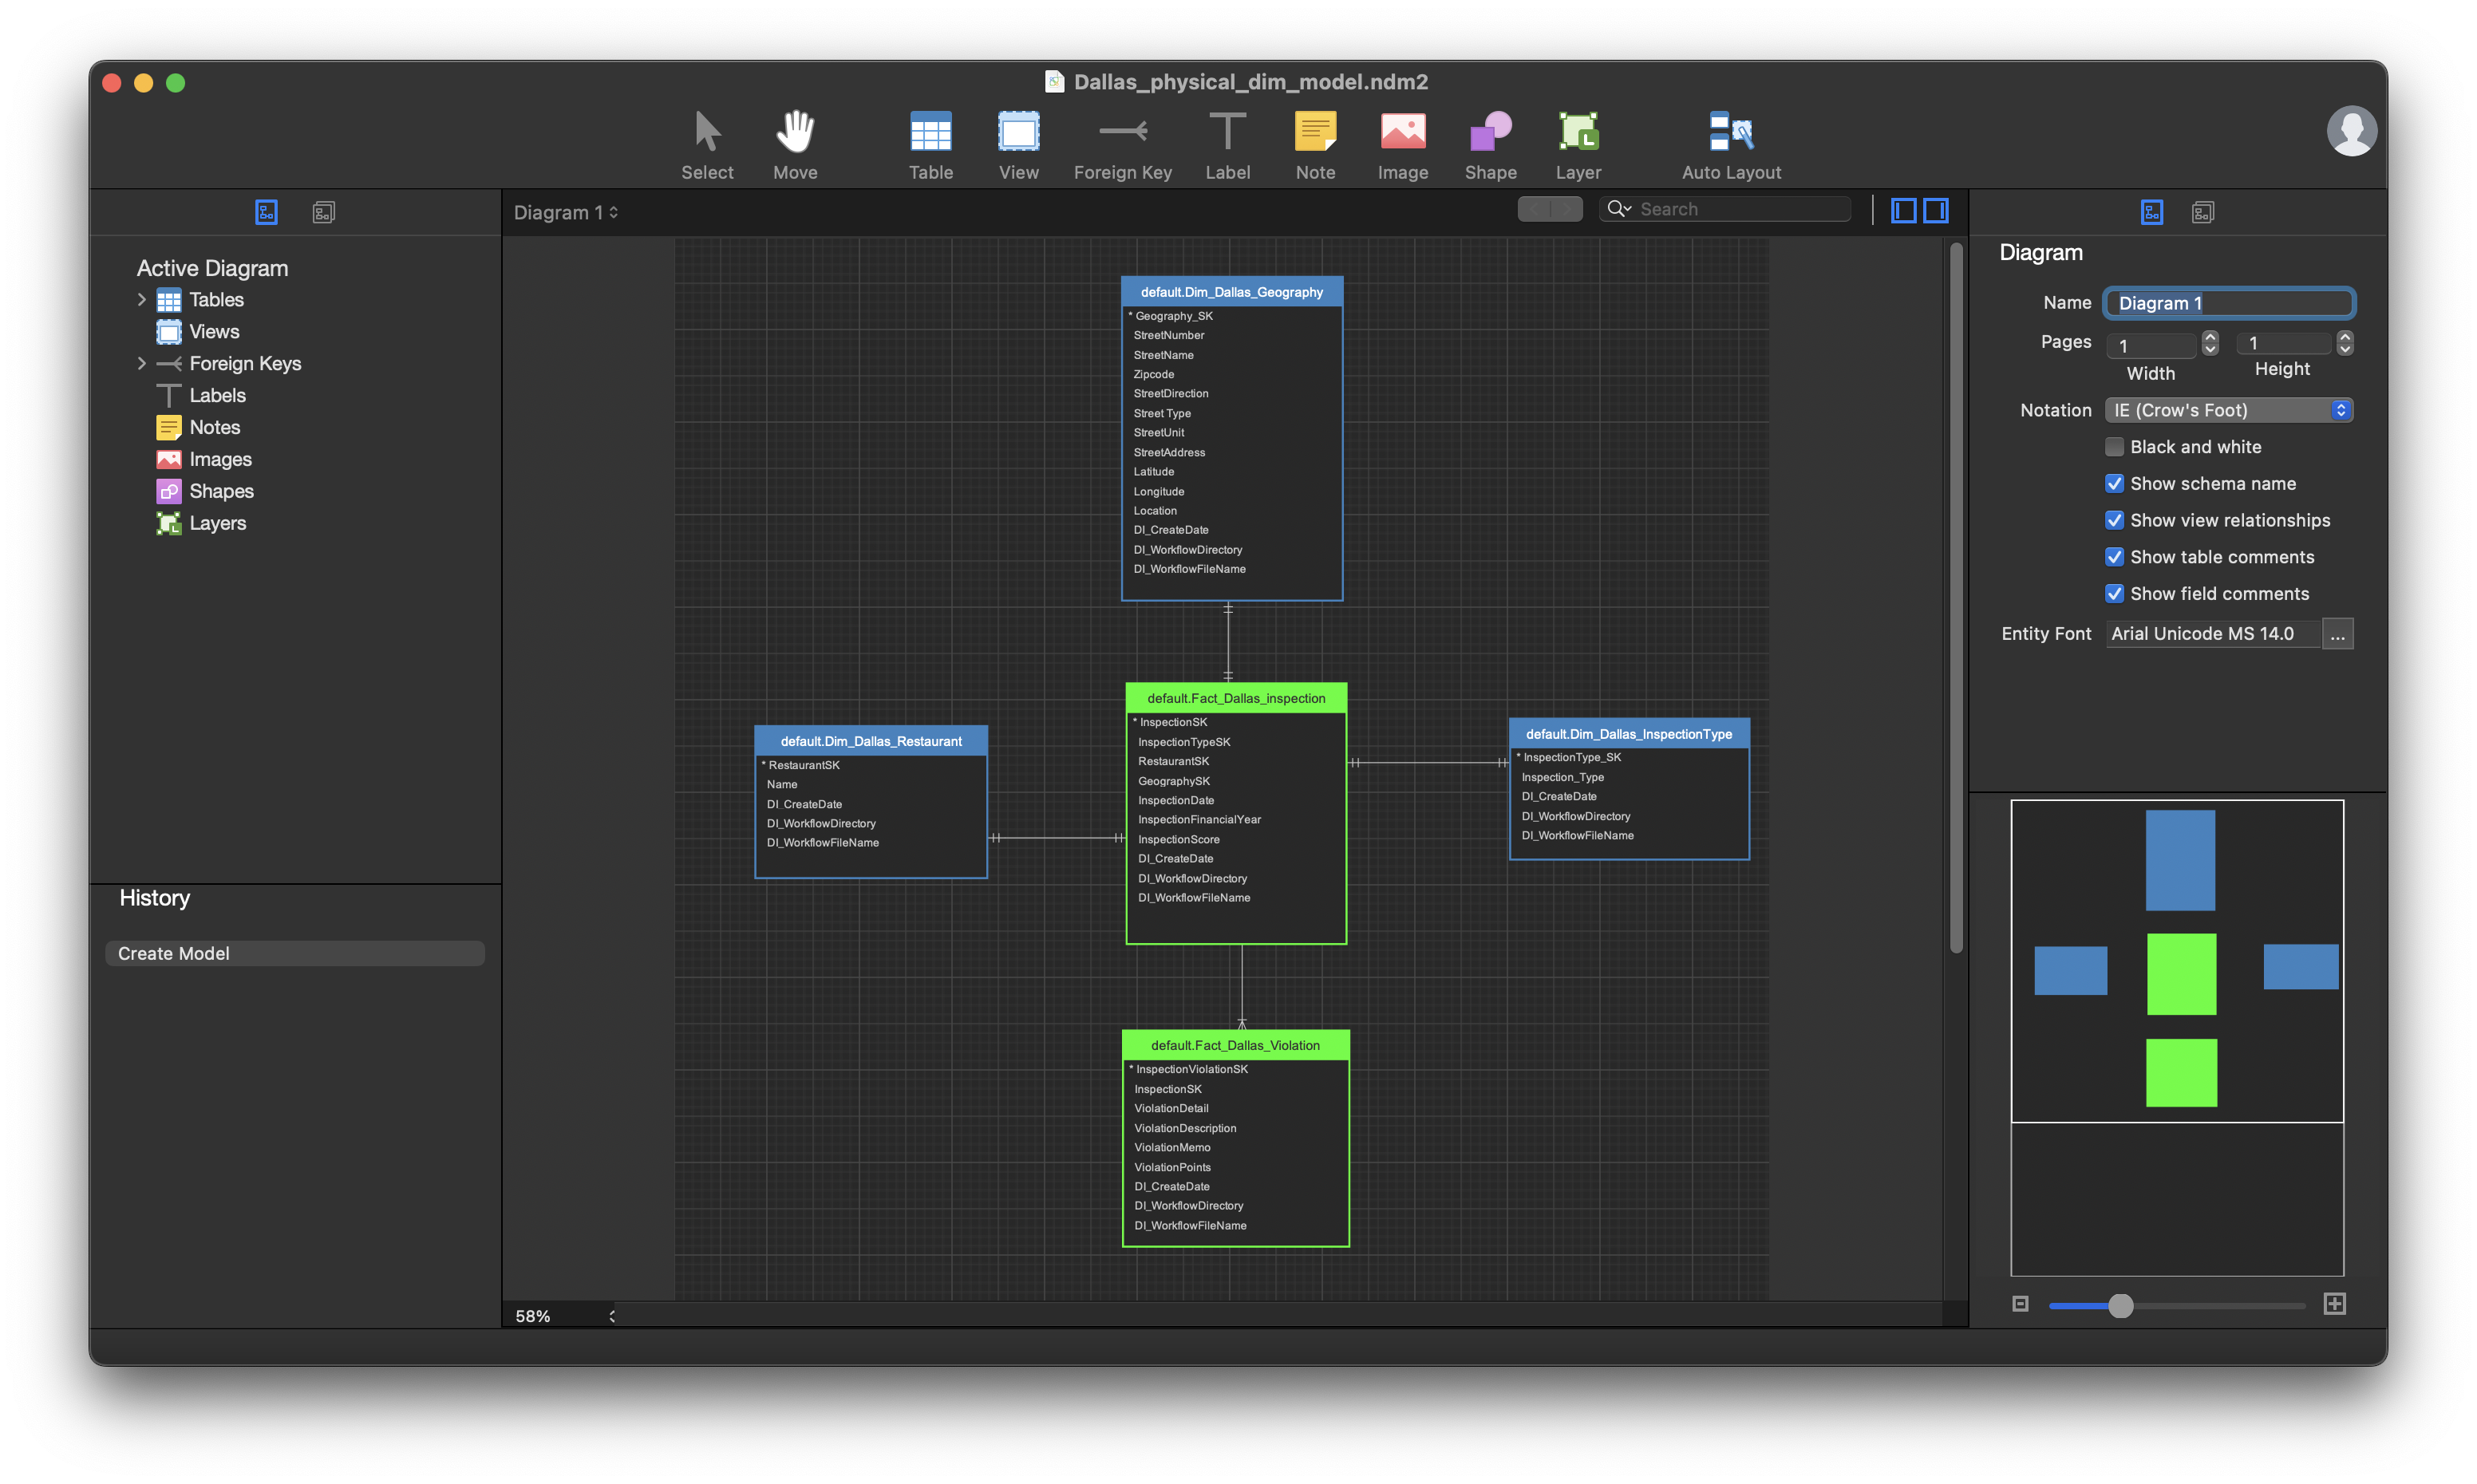 Dallas_physical_dim_model.ndm2
Select
Move
Table
View
Foreign Key
Label
Note
Image
Shape
Layer
Auto Layout
Active Diagram
Tables
Views
Foreign Keys
Labels
Notes
Images
Shapes
Layers
History
Create Model
Diagram 1
Search
default.Dim_Dallas_Geography
* Geography_SK
StreetNumber
StreetName
Zipcode
StreetDirection
Street Type
StreetUnit
StreetAddress
Latitude
Longitude
Location
DI_CreateDate
DI_WorkflowDirectory
DI_WorkflowFileName
default.Dim_Dallas_Restaurant
* RestaurantSK
Name
DI_CreateDate
DI_WorkflowDirectory
DI_WorkflowFileName
default.Fact_Dallas_inspection
* InspectionSK
InspectionTypeSK
RestaurantSK
GeographySK
InspectionDate
InspectionFinancialYear
InspectionScore
DI_CreateDate
DI_WorkflowDirectory
DI_WorkflowFileName
default.Dim_Dallas_InspectionType
* InspectionType_SK
Inspection_Type
DI_CreateDate
DI_WorkflowDirectory
DI_WorkflowFileName
default.Fact_Dallas_Violation
* InspectionViolationSK
InspectionSK
ViolationDetail
ViolationDescription
ViolationMemo
ViolationPoints
DI_CreateDate
DI_WorkflowDirectory
DI_WorkflowFileName
58%
Diagram
Name Diagram 1
Pages 1 1
Width Height
Notation IE (Crow's Foot)
Black and white
Show schema name
Show view relationships
Show table comments
Show field comments
Entity Font Arial Unicode MS 14.0 ...